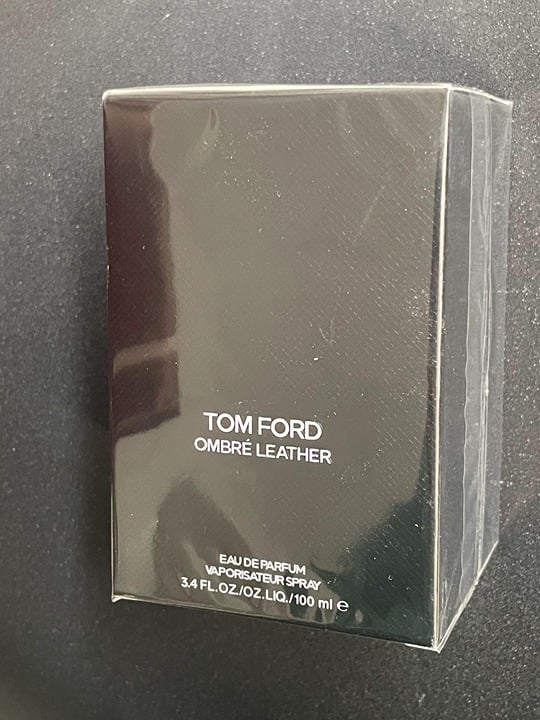 TOM FORD
OMBRÉ LEATHER
EAU DE PARFUM
VAPORISATEUR SPRAY
3.4 FL.OZ./OZ.LIQ./100 ml ℮